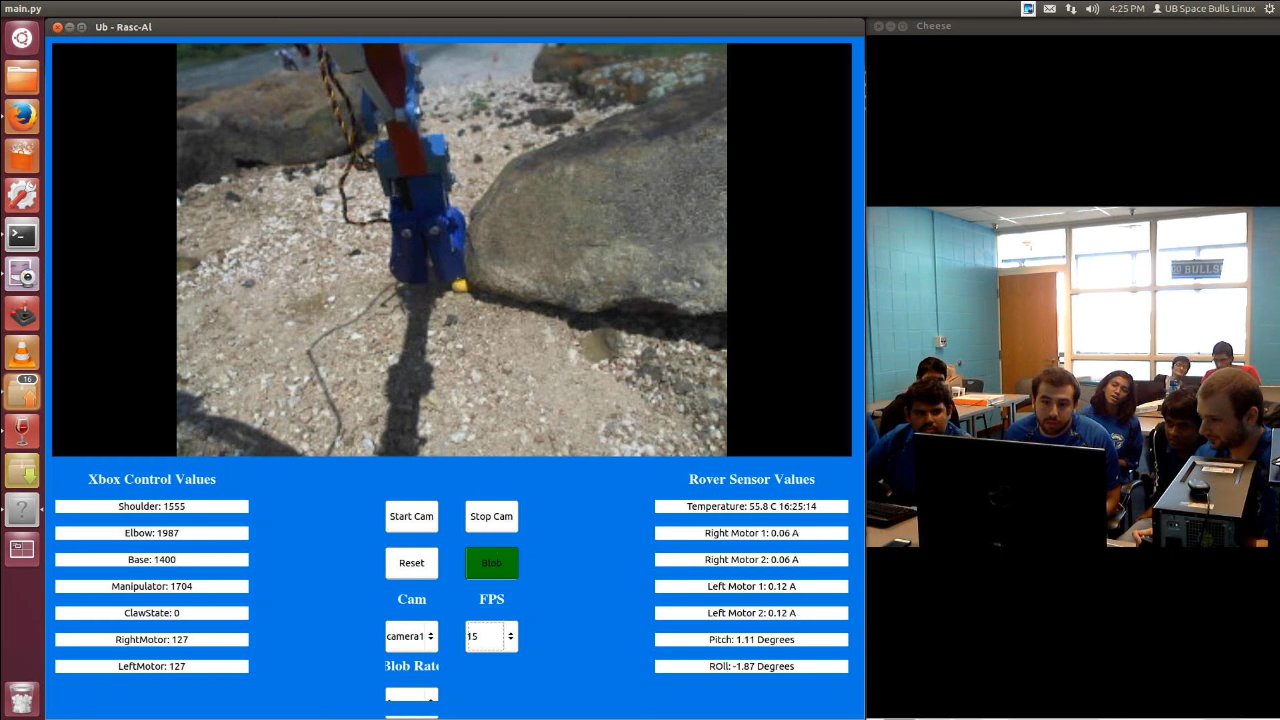 main.py
4:25 PM UB Space Bulls Linux
Ub - Rasc-Al
Cheese
BULLS
16
Xbox Control Values
Rover Sensor Values
Shoulder: 1555
Start Cam
Stop Cam
Temperature: 55.8 C 16:25:14
Elbow: 1987
Right Motor 1: 0.06 A
Base: 1400
Reset
Blob
Right Motor 2: 0.06 A
Manipulator: 1704
Left Motor 1: 0.12 A
Cam
FPS
ClawState: 0
Left Motor 2: 0.12 A
RightMotor: 127
camera1
15
Pitch: 1.11 Degrees
LeftMotor: 127
Blob Rate
ROll: -1.87 Degrees